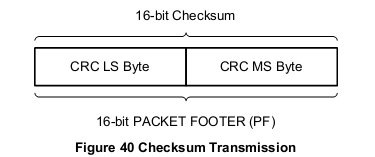 16-bit Checksum
CRC LS Byte CRC MS Byte
16-bit PACKET FOOTER (PF)
Figure 40 Checksum Transmission